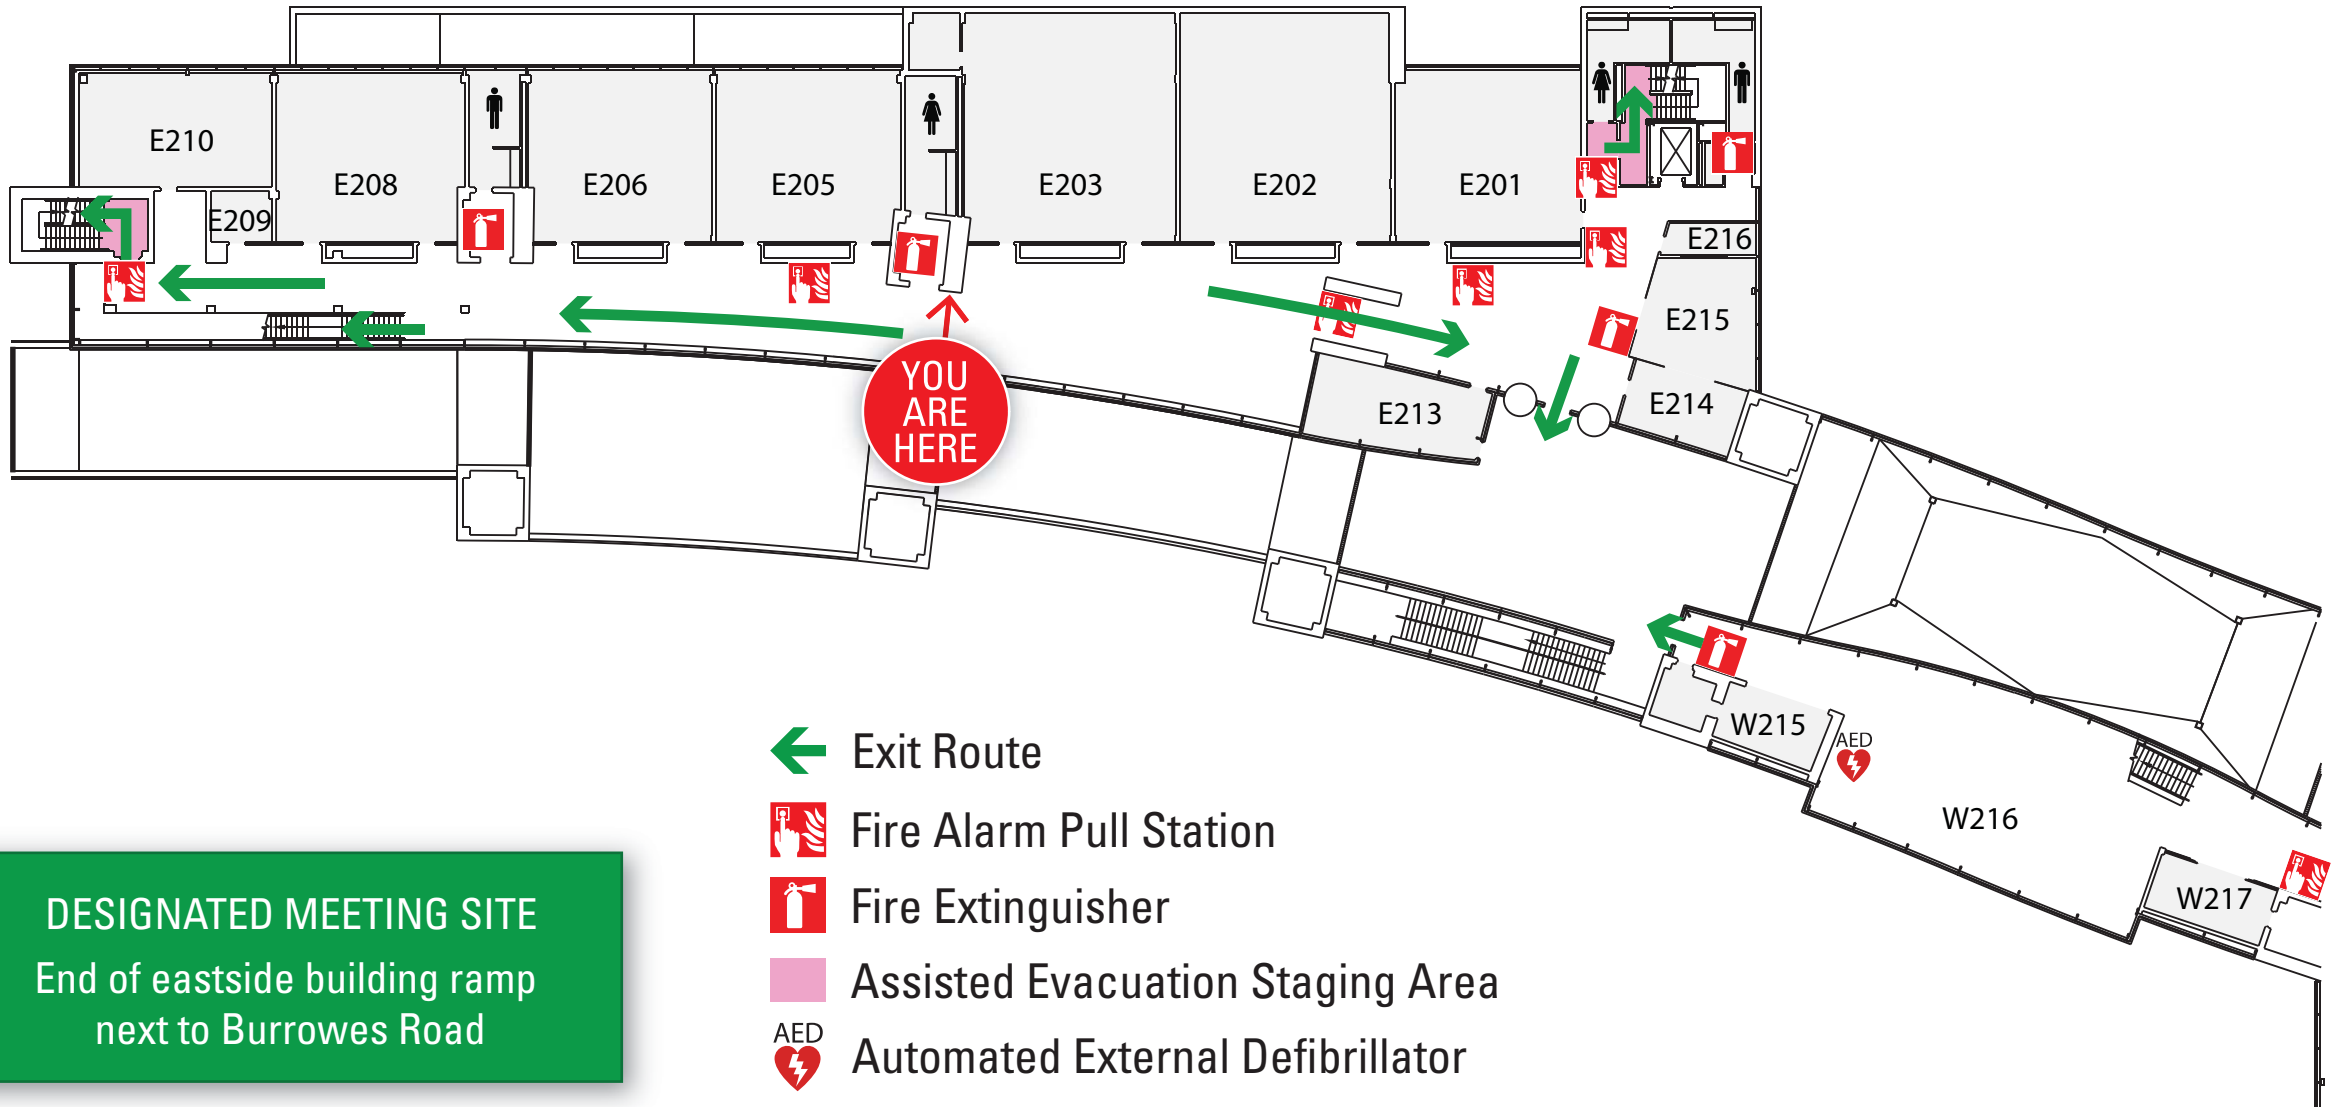 E210
E208
E206
E205
E203
E202
E201
E209
E216
E215
E214
E213
YOU
ARE
HERE
W215
AED
W216
W217
Exit Route
Fire Alarm Pull Station
Fire Extinguisher
Assisted Evacuation Staging Area
AED
Automated External Defibrillator
DESIGNATED MEETING SITE
End of eastside building ramp
next to Burrowes Road